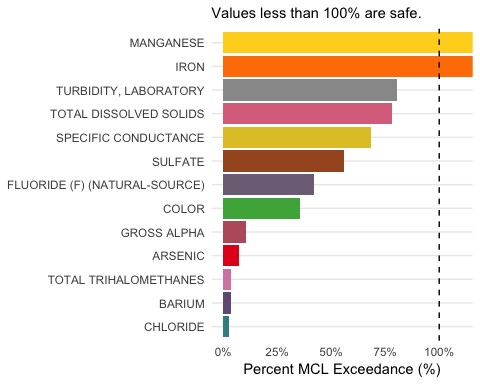 Values less than 100% are safe.
MANGANESE
IRON
TURBIDITY, LABORATORY
TOTAL DISSOLVED SOLIDS
SPECIFIC CONDUCTANCE
SULFATE
FLUORIDE (F) (NATURAL-SOURCE)
COLOR
GROSS ALPHA
ARSENIC
TOTAL TRIHALOMETHANES
BARIUM
CHLORIDE
0% 25% 50% 75% 100%
Percent MCL Exceedance (%)